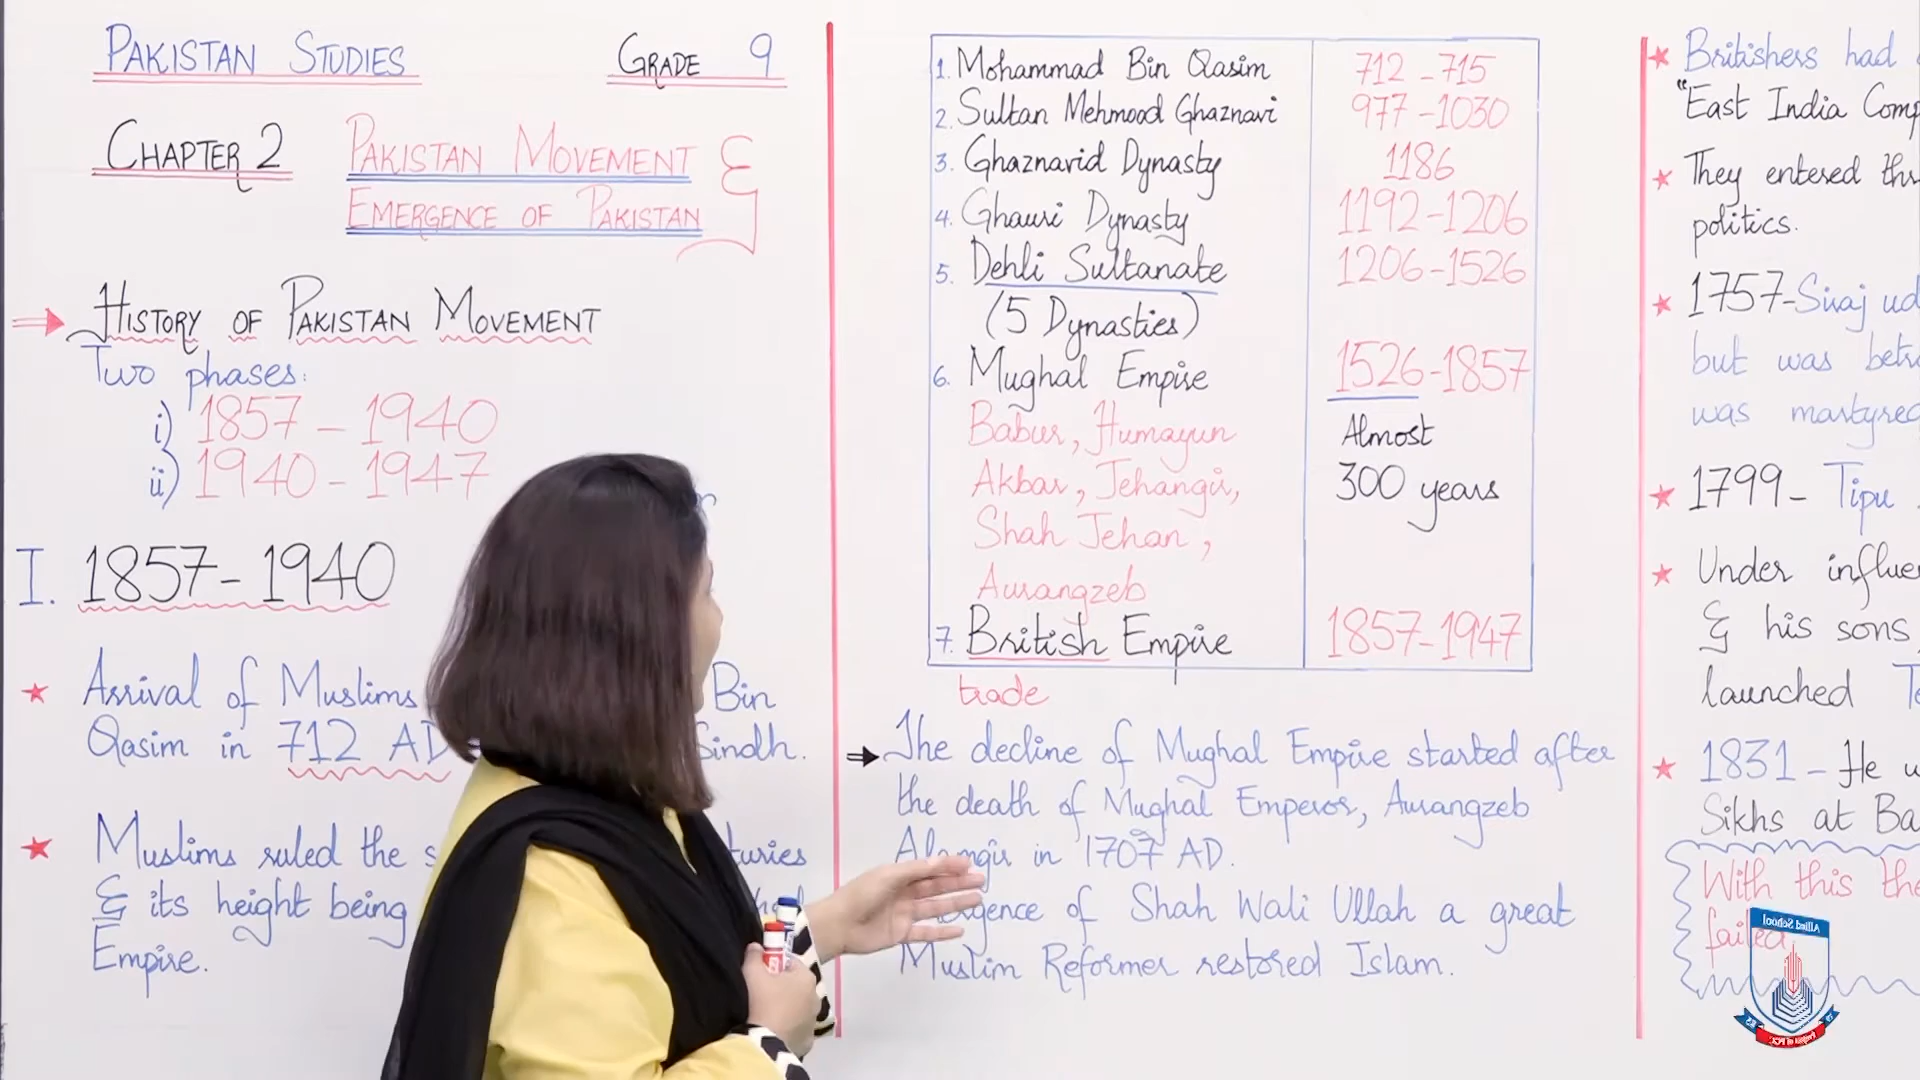 PAKISTAN STUDIES GRADE 9
CHAPTER 2 PAKISTAN MOVEMENT &
EMERGENCE OF PAKISTAN
HISTORY OF PAKISTAN MOVEMENT
Two phases:
i) 1857 - 1940
ii) 1940 - 1947
I. 1857 - 1940
Arrival of Muslims Bin
Qasim in 712 AD Sindh.
Muslims ruled the
& its height being
Empire.
1. Mohammad Bin Qasim 712 - 715
2. Sultan Mehmood Ghaznavi 977 - 1030
3. Ghaznavid Dynasty 1186
4. Ghauri Dynasty 1192 - 1206
5. Dehli Sultanate 1206 - 1526
(5 Dynasties)
6. Mughal Empire 1526 - 1857
Babur, Humayun Almost
Akbar, Jehangir, 300 years
Shah Jehan,
Aurangzeb
7. British Empire 1857 - 1947
trade
The decline of Mughal Empire started after
the death of Mughal Emperor, Aurangzeb
Alamgir in 1707 AD.
of Shah Wali Ullah a great
Muslim Reformer restored Islam.
Britishers had
"East India Comp
They entered thr
politics.
1757 - Siraj ud
but was betr
was martyred
1799 - Tipu
Under influe
& his sons,
launched Te
1831 - He w
Sikhs at Ba
With this the
failed
Allied School